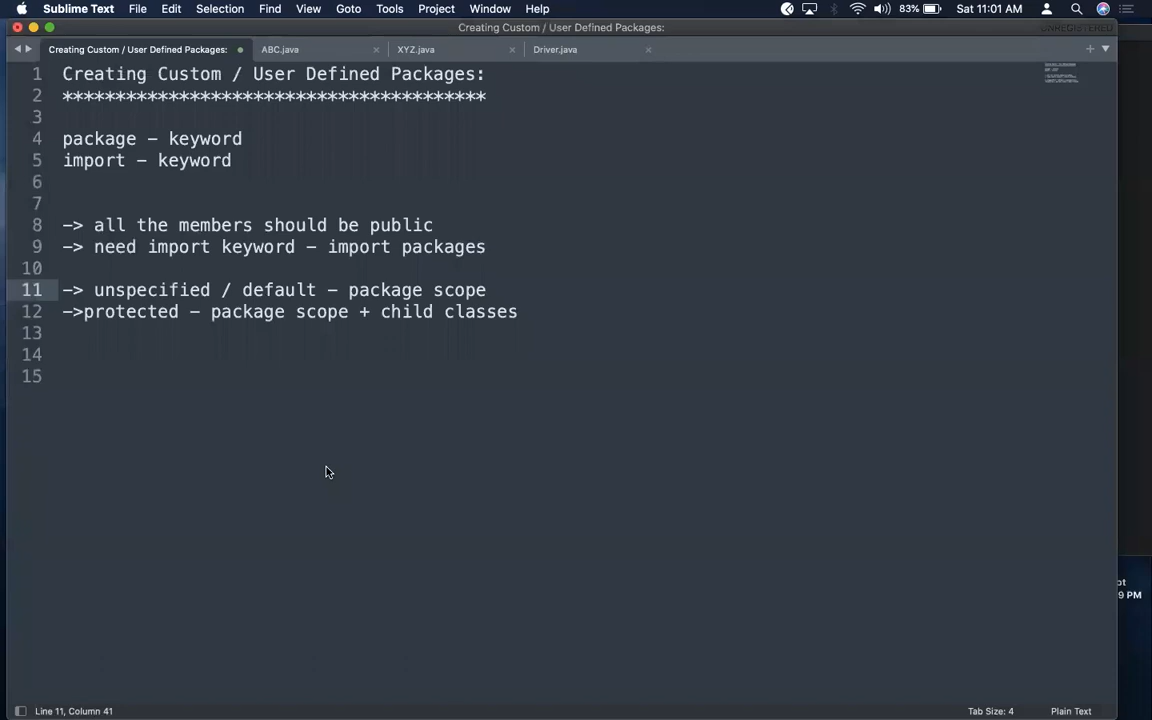 Sublime Text File Edit Selection Find View Goto Tools Project Window Help 83% Sat 11:01 AM
Creating Custom / User Defined Packages: UNREGISTERED
Creating Custom / User Defined Packages: ABC.java XYZ.java Driver.java
1 Creating Custom / User Defined Packages:
2 ****************************************
3
4 package - keyword
5 import - keyword
6
7
8 -> all the members should be public
9 -> need import keyword - import packages
10
11 -> unspecified / default - package scope
12 ->protected - package scope + child classes
13
14
15
ot
9 PM
Line 11, Column 41 Tab Size: 4 Plain Text